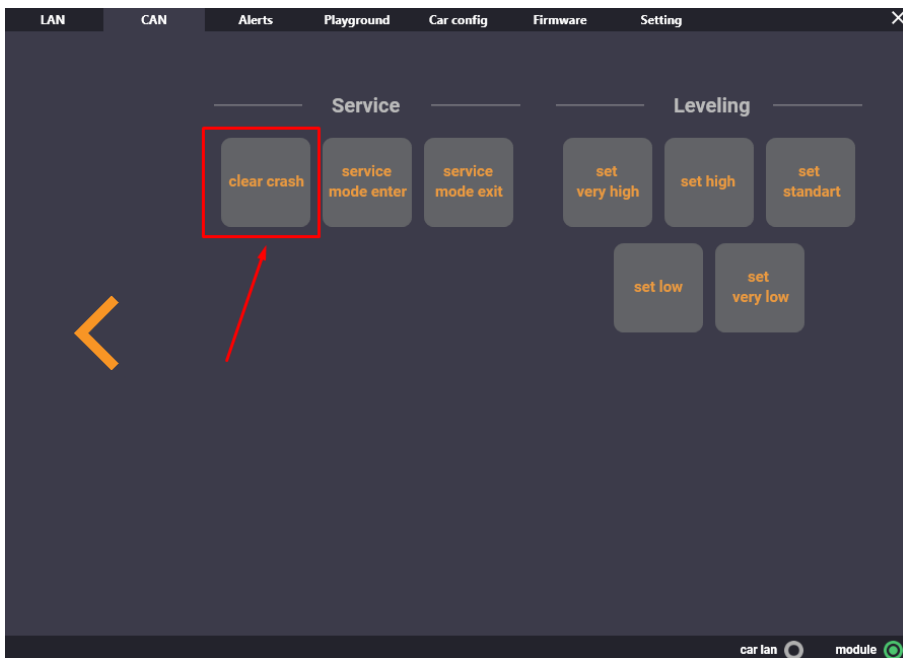 LAN CAN Alerts Playground Car config Firmware Setting
Service
Leveling
clear crash
service
mode enter
service
mode exit
set
very high
set high
set
standart
set low
set
very low
car lan
module